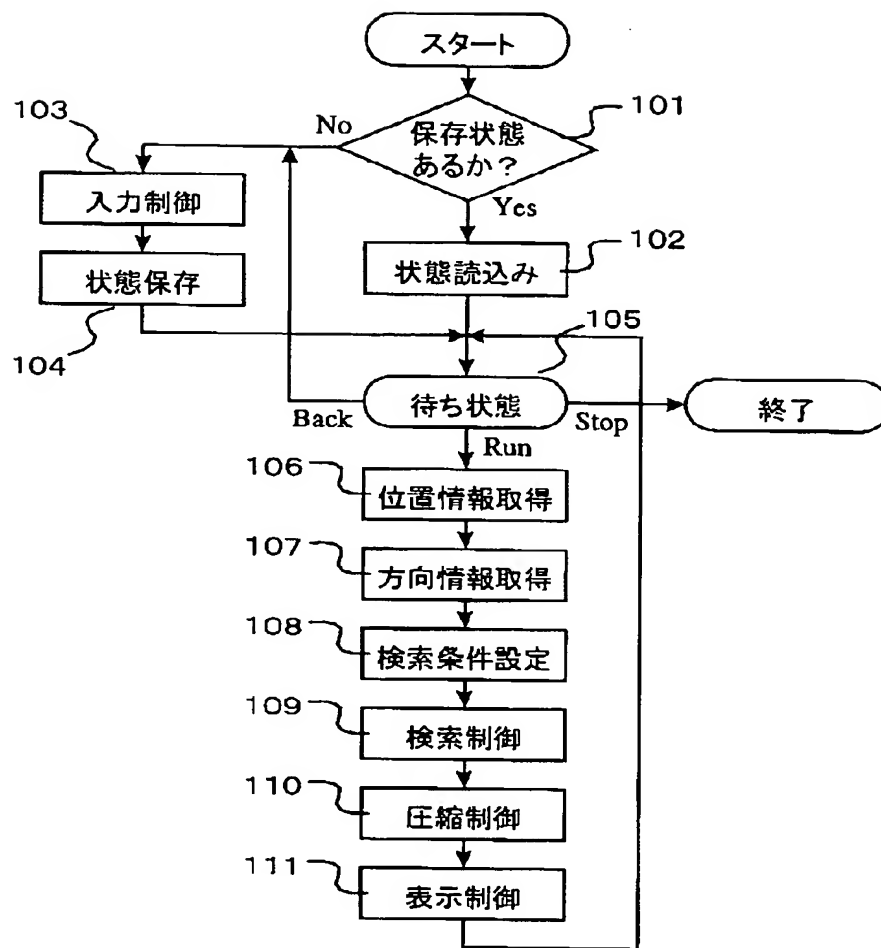 スタート
101
103
No
保存状態
あるか？
入力制御
Yes
102
状態読込み
状態保存
104
105
待ち状態
終了
Back
Stop
Run
106
位置情報取得
107
方向情報取得
108
検索条件設定
109
検索制御
110
圧縮制御
111
表示制御